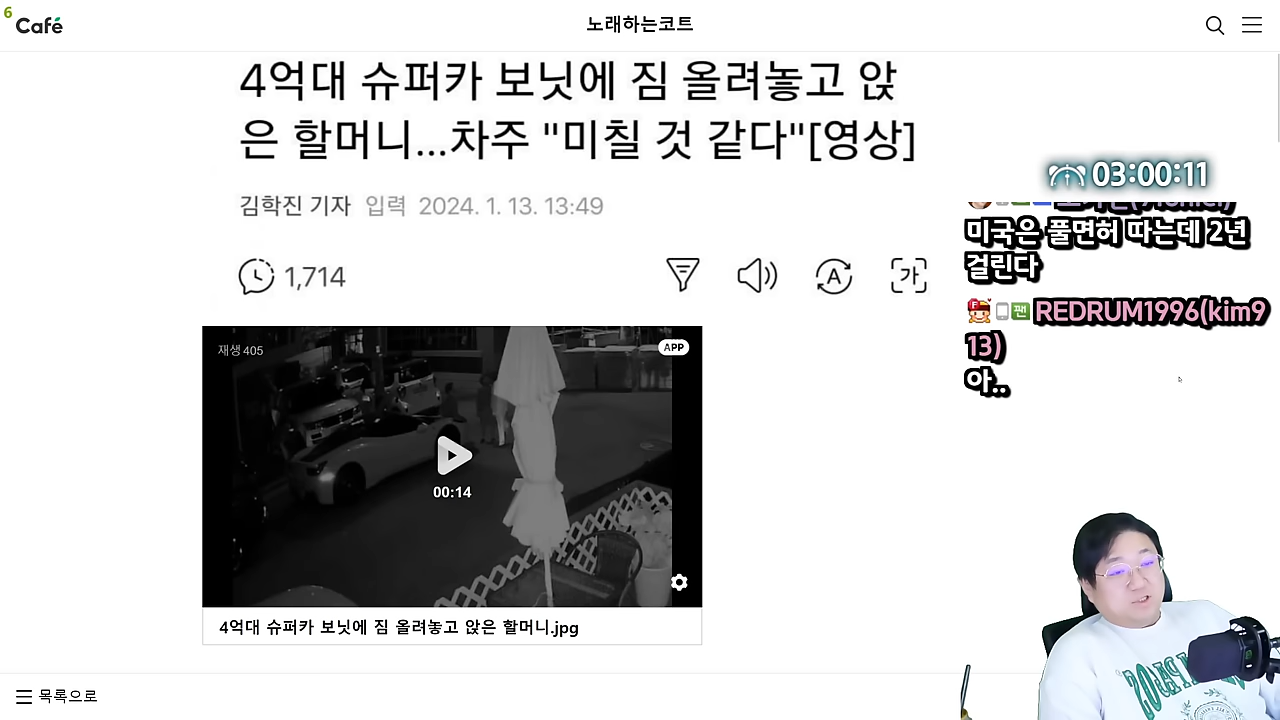 6
Café
노래하는코트
4억대 슈퍼카 보닛에 짐 올려놓고 앉
은 할머니...차주 "미칠 것 같다"[영상]
김학진 기자 입력 2024. 1. 13. 13:49
1,714
A
가
03:00:11
미국은 풀면허 따는데 2년
걸린다
팬 REDRUM1996(kim9
13)
아..
재생 405
APP
00:14
4억대 슈퍼카 보닛에 짐 올려놓고 앉은 할머니.jpg
목록으로